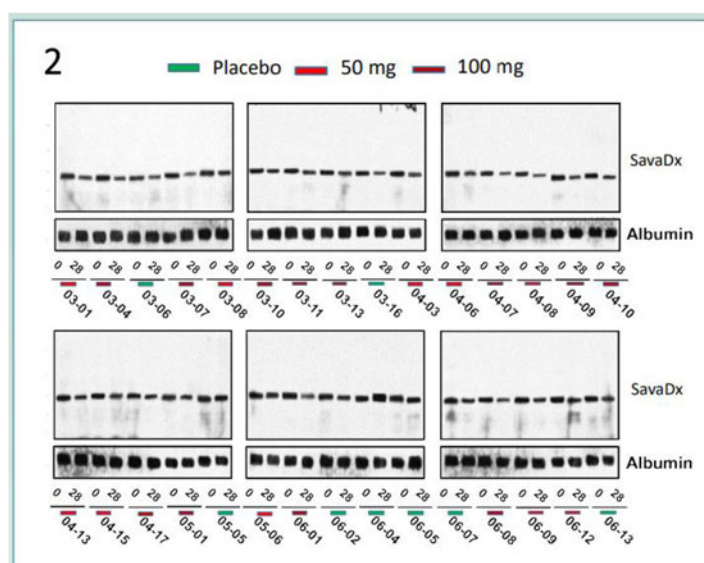 2
Placebo 50 mg 100 mg
SavaDx
Albumin
0 28 0 28 0 28 0 28 0 28 0 28 0 28 0 28 0 28 0 28 0 28 0 28 0 28 0 28 0 28
03-01 03-04 03-06 03-07 03-08 03-10 03-11 03-13 03-16 04-03 04-06 04-07 04-08 04-09 04-10
SavaDx
Albumin
0 28 0 28 0 28 0 28 0 28 0 28 0 28 0 28 0 28 0 28 0 28 0 28 0 28 0 28 0 28
04-13 04-15 04-17 05-01 05-05 05-06 06-01 06-02 06-04 06-05 06-07 06-08 06-09 06-12 06-13